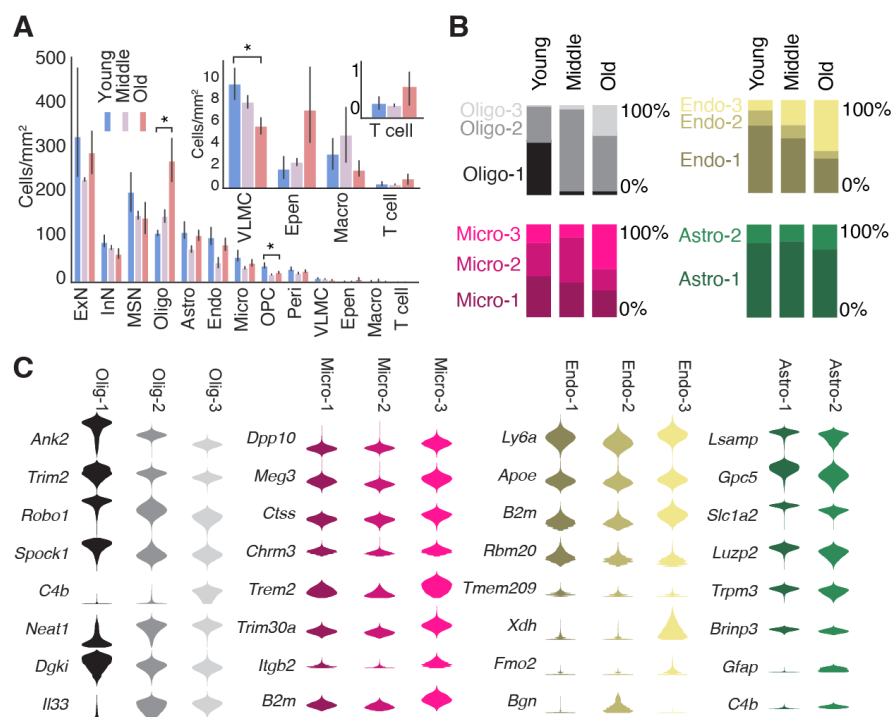 A
Cells/mm²
500
400
300
200
100
0
Young
Middle
Old
*
*
ExN
InN
MSN
Oligo
Astro
Endo
Micro
OPC
Peri
VLMC
Epen
Macro
T cell
Cells/mm²
10
8
6
4
2
0
*
VLMC
Epen
Macro
T cell
1
0
T cell
B
Young
Middle
Old
Oligo-3
Oligo-2
Oligo-1
100%
0%
Young
Middle
Old
Endo-3
Endo-2
Endo-1
100%
0%
Micro-3
Micro-2
Micro-1
100%
0%
Astro-2
Astro-1
100%
0%
C
Olig-1
Olig-2
Olig-3
Ank2
Trim2
Robo1
Spock1
C4b
Neat1
Dgki
Il33
Micro-1
Micro-2
Micro-3
Dpp10
Meg3
Ctss
Chrm3
Trem2
Trim30a
Itgb2
B2m
Endo-1
Endo-2
Endo-3
Ly6a
Apoe
B2m
Rbm20
Tmem209
Xdh
Fmo2
Bgn
Astro-1
Astro-2
Lsamp
Gpc5
Slc1a2
Luzp2
Trpm3
Brinp3
Gfap
C4b